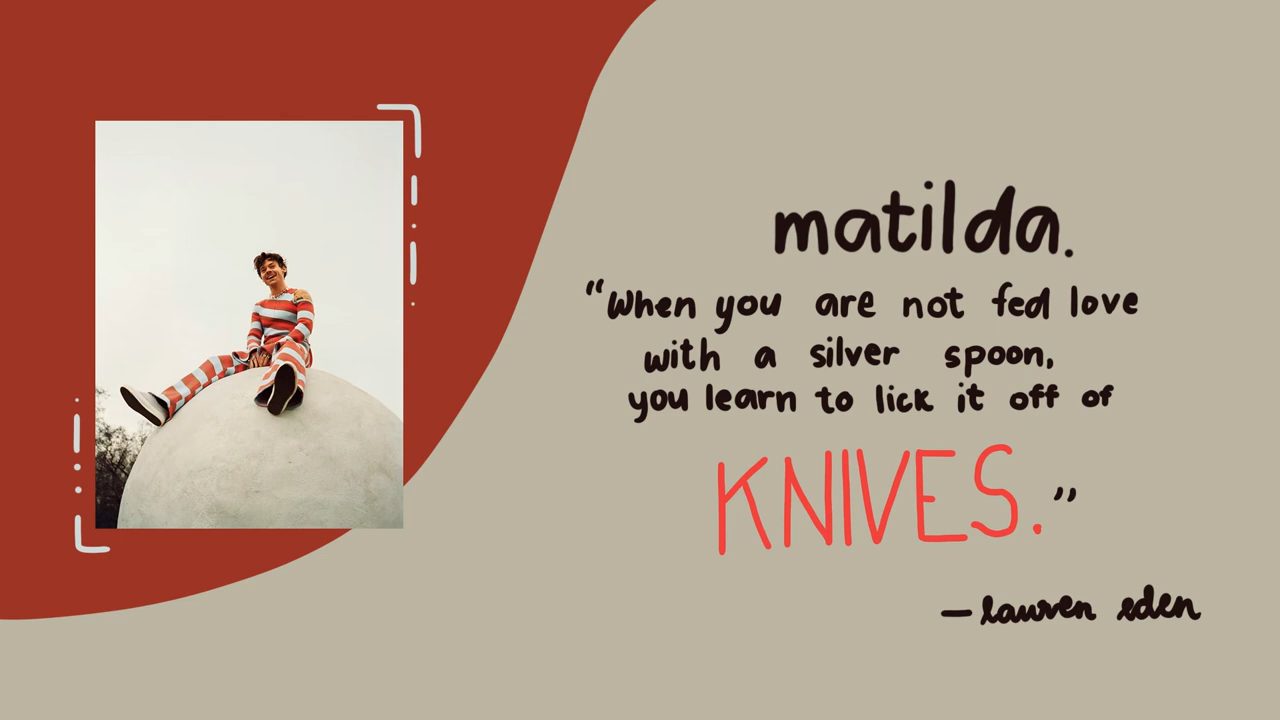 matilda.
“When you are not fed love
with a silver spoon,
you learn to lick it off of
KNIVES.”
— lauren eden